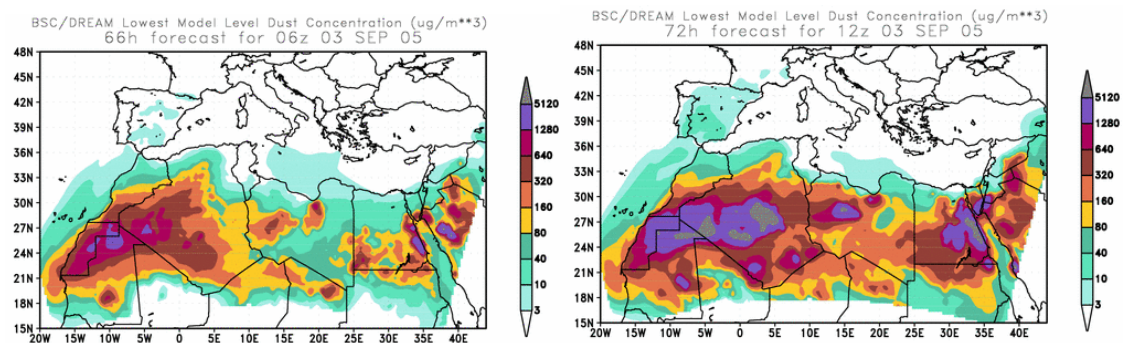 BSC/DREAM Lowest Model Level Dust Concentration (ug/m**3)
66h forecast for 06z 03 SEP 05
48N
45N
42N
39N
36N
33N
30N
27N
24N
21N
18N
15N
20W 15W 10W 5W 0 5E 10E 15E 20E 25E 30E 35E 40E
5120
1280
640
320
160
80
40
10
3
BSC/DREAM Lowest Model Level Dust Concentration (ug/m**3)
72h forecast for 12z 03 SEP 05
48N
45N
42N
39N
36N
33N
30N
27N
24N
21N
18N
15N
20W 15W 10W 5W 0 5E 10E 15E 20E 25E 30E 35E 40E
5120
1280
640
320
160
80
40
10
3